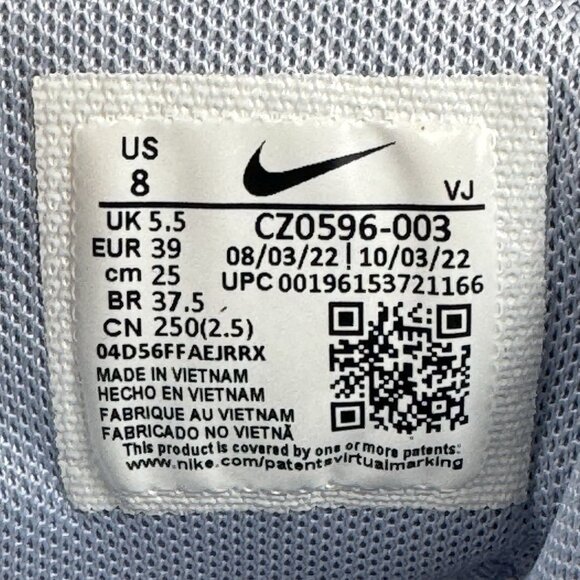 US
8
VJ
UK 5.5
EUR 39
cm 25
BR 37.5
CN 250(2.5)
CZ0596-003
08/03/22 | 10/03/22
UPC 00196153721166
04D56FFAEJRRX
MADE IN VIETNAM
HECHO EN VIETNAM
FABRIQUE AU VIETNAM
FABRICADO NO VIETNÃ
This product is covered by one or more patents:
www.nike.com/patentsvirtualmarking